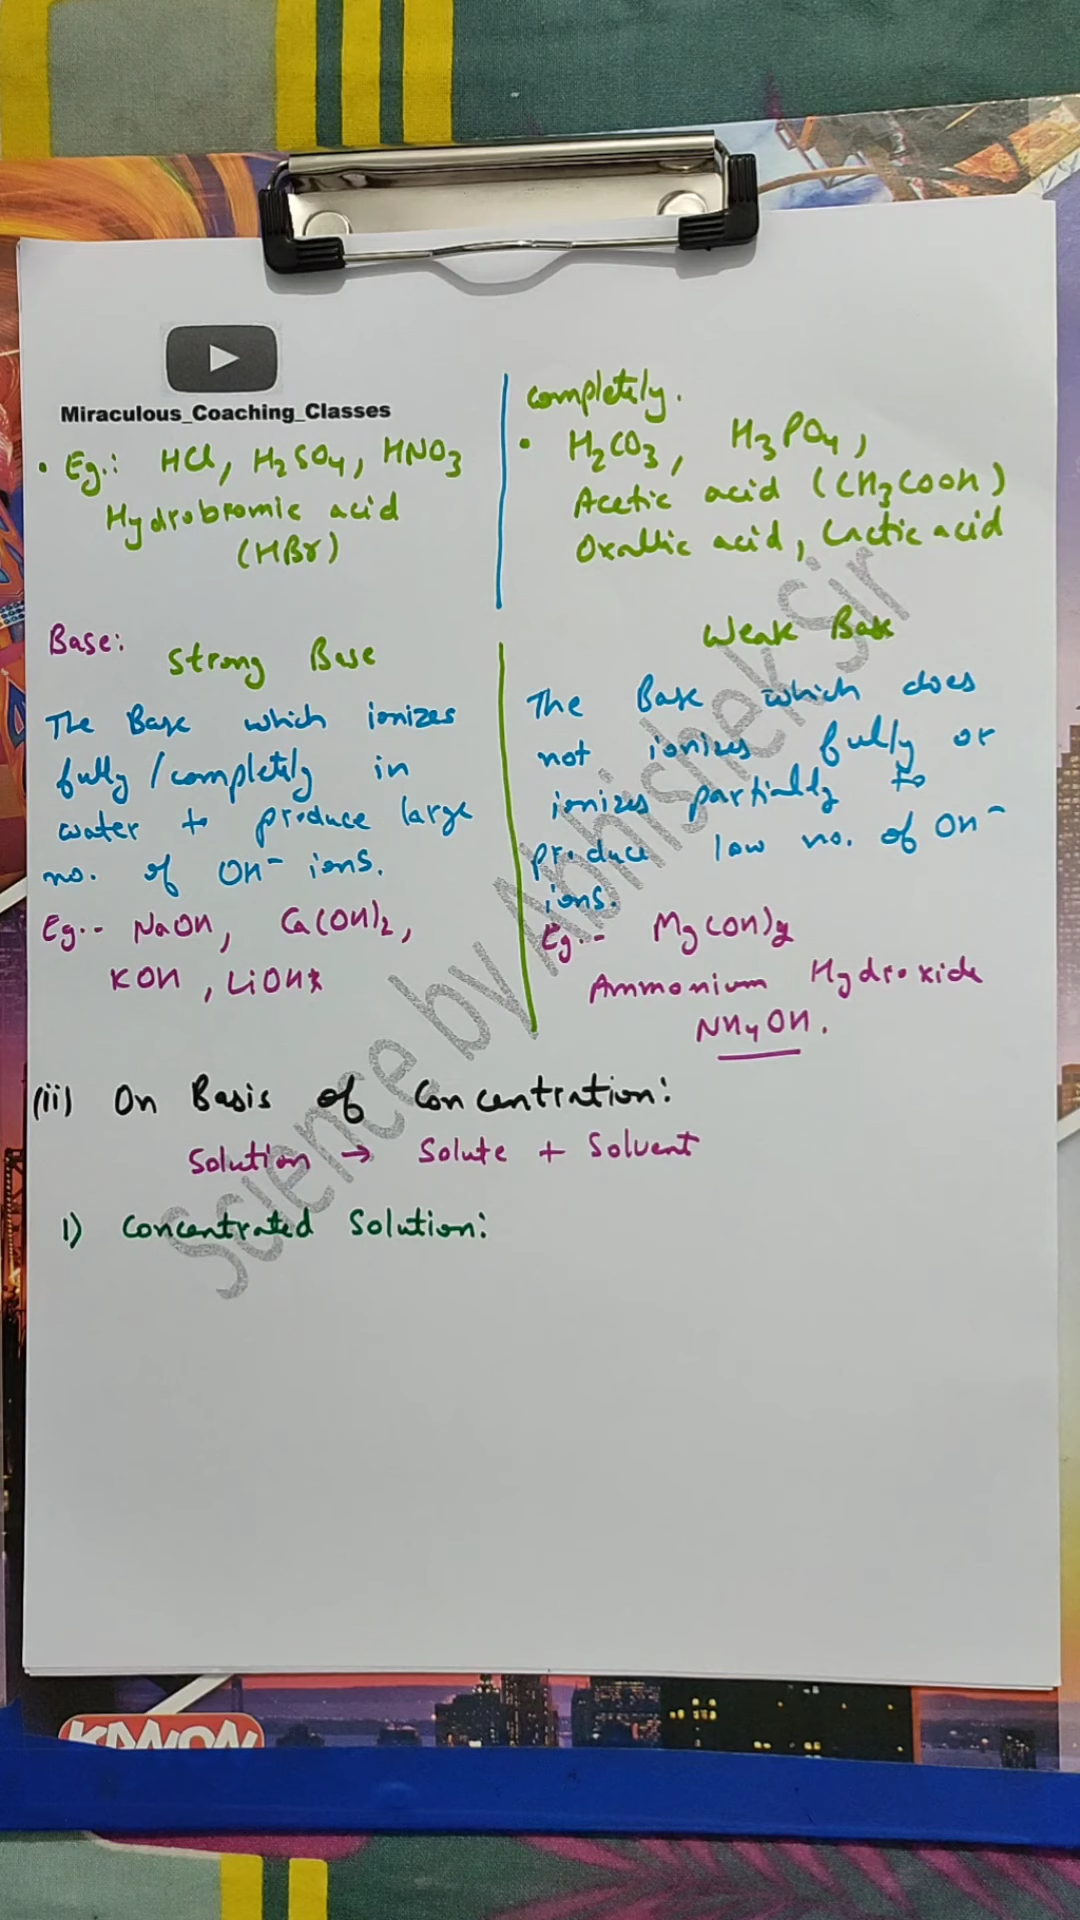 Miraculous_Coaching_Classes
• Eg.: HCl, H₂SO₄, HNO₃
Hydrobromic acid
(HBr)
completely.
• H₂CO₃, H₃PO₄,
Acetic acid (CH₃COOH)
Oxallic acid, Lactic acid
Base:
Strong Base
The Base which ionizes
fully/completely in
water to produce large
no. of OH⁻ ions.
Eg.-- NaOH, Ca(OH)₂,
KOH, LiOH
Weak Base
The Base which does
not ionizes fully or
ionizes partially to
produce low no. of OH⁻
ions.
Eg.-- Mg(OH)₂
Ammonium Hydroxide
NH₄OH.
(iii) On Basis of Concentration:
Solution → Solute + Solvent
1) Concentrated Solution:
Science by Abhishek Sir
KANON